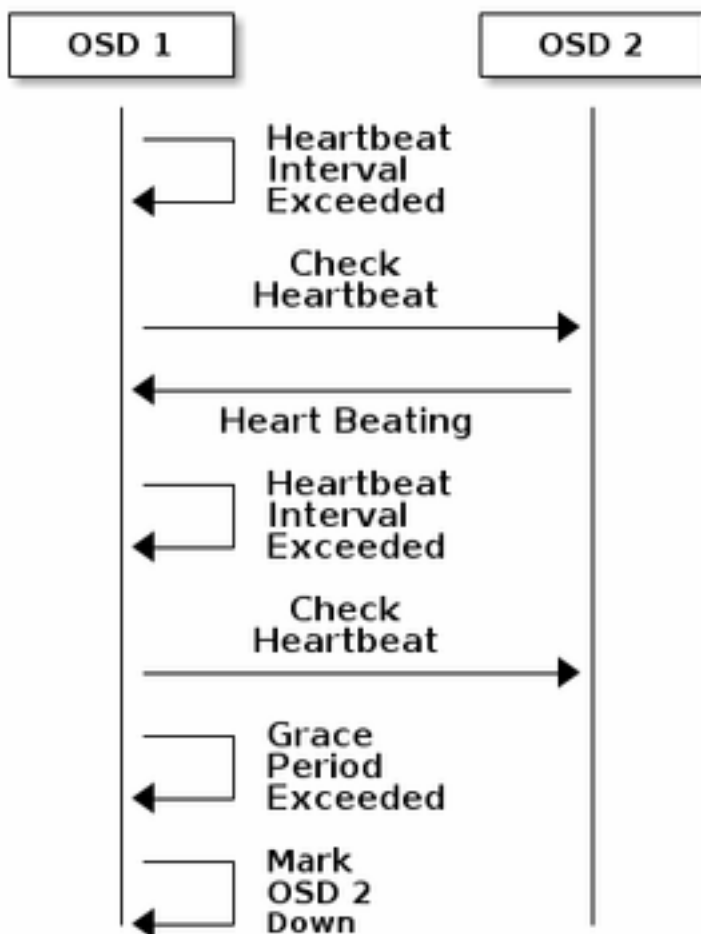 OSD 1
OSD 2
Heartbeat
Interval
Exceeded
Check
Heartbeat
Heart Beating
Heartbeat
Interval
Exceeded
Check
Heartbeat
Grace
Period
Exceeded
Mark
OSD 2
Down